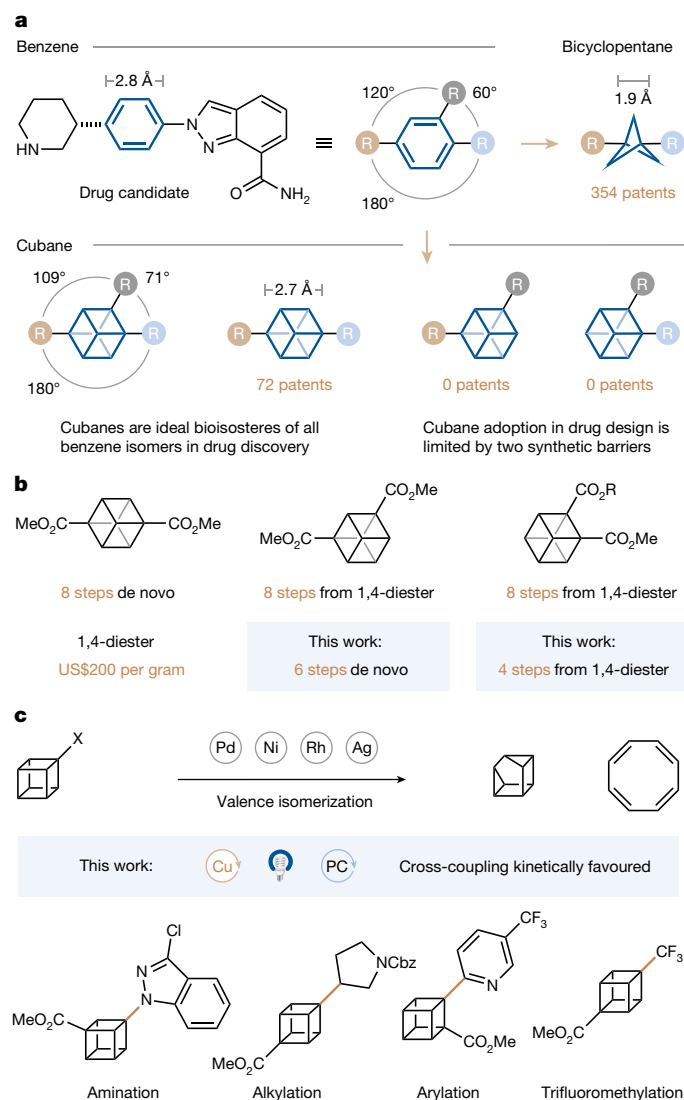 a
Benzene
Bicyclopentane
2.8 Å
1.9 Å
120°
60°
180°
R
R
R
R
R
N
N
NH
O
NH2
≡
Drug candidate
354 patents
Cubane
109°
71°
180°
R
R
R
2.7 Å
R
R
R
R
R
R
72 patents
0 patents
0 patents
Cubanes are ideal bioisosteres of all
benzene isomers in drug discovery
Cubane adoption in drug design is
limited by two synthetic barriers
b
MeO2C
CO2Me
CO2Me
MeO2C
CO2R
CO2Me
8 steps de novo
8 steps from 1,4-diester
8 steps from 1,4-diester
1,4-diester
US$200 per gram
This work:
6 steps de novo
This work:
4 steps from 1,4-diester
c
X
Pd
Ni
Rh
Ag
Valence isomerization
This work:
Cu
PC
Cross-coupling kinetically favoured
Cl
N
N
MeO2C
NCbz
MeO2C
CF3
N
CO2Me
CF3
MeO2C
Amination
Alkylation
Arylation
Trifluoromethylation